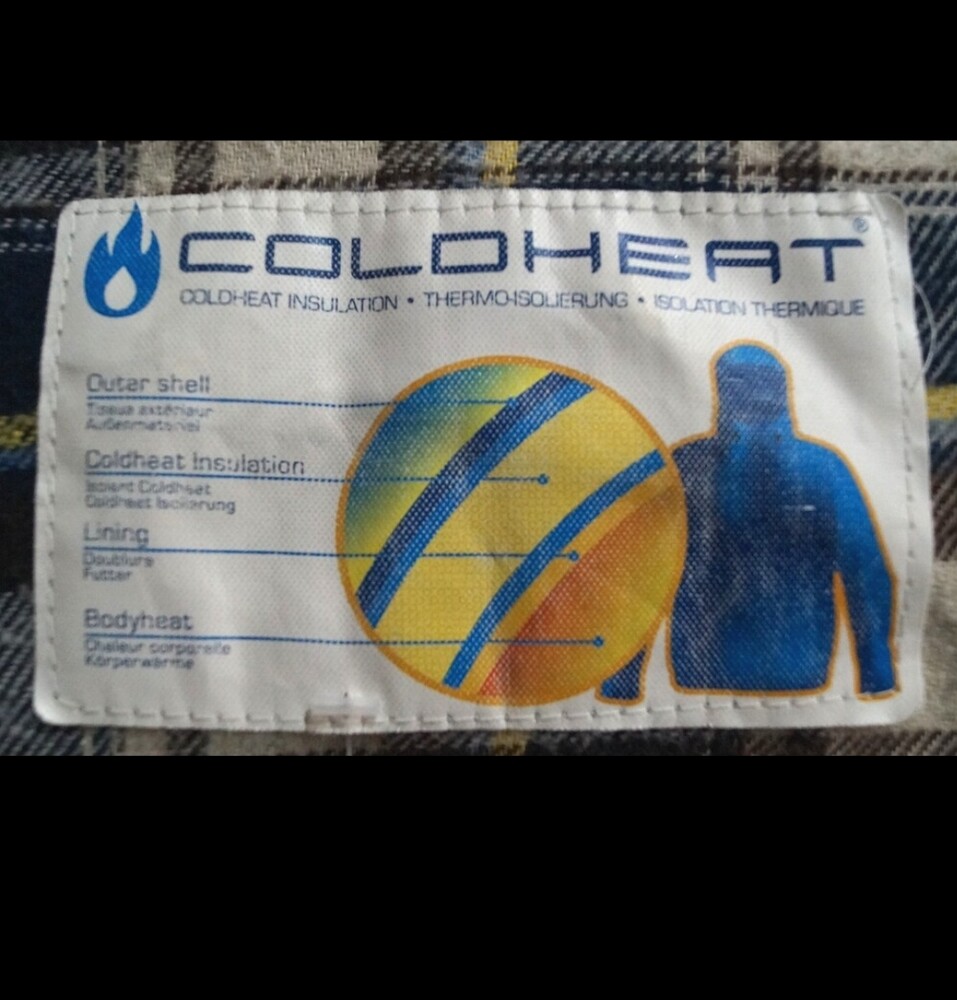 COLDHEAT®
COLDHEAT INSULATION • THERMO-ISOLIERUNG • ISOLATION THERMIQUE
Outer shell
Tissus extérieur
Außenmaterial
Coldheat Insulation
Isolant Coldheat
Coldheat Isolierung
Lining
Doublure
Futter
Bodyheat
Chaleur corporelle
Körperwärme